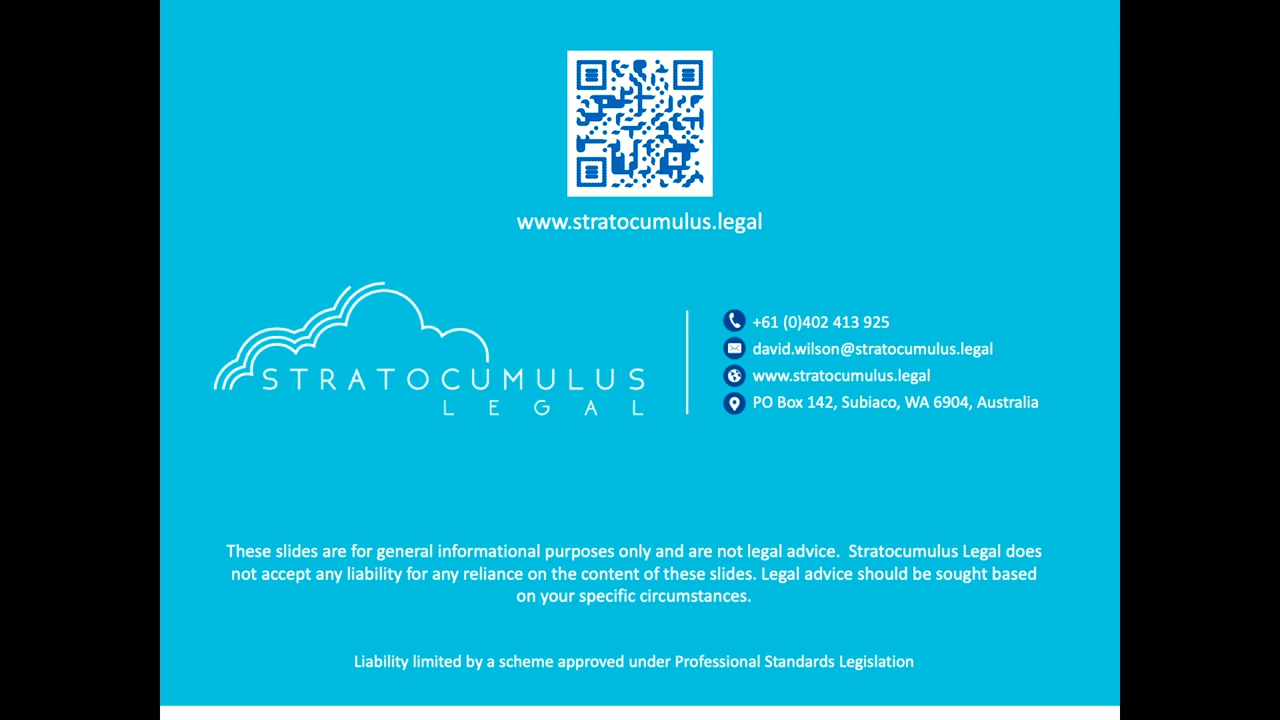 www.stratocumulus.legal
STRATOCUMULUS
LEGAL
+61 (0)402 413 925
david.wilson@stratocumulus.legal
www.stratocumulus.legal
PO Box 142, Subiaco, WA 6904, Australia
These slides are for general informational purposes only and are not legal advice.  Stratocumulus Legal does
not accept any liability for any reliance on the content of these slides. Legal advice should be sought based
on your specific circumstances.
Liability limited by a scheme approved under Professional Standards Legislation